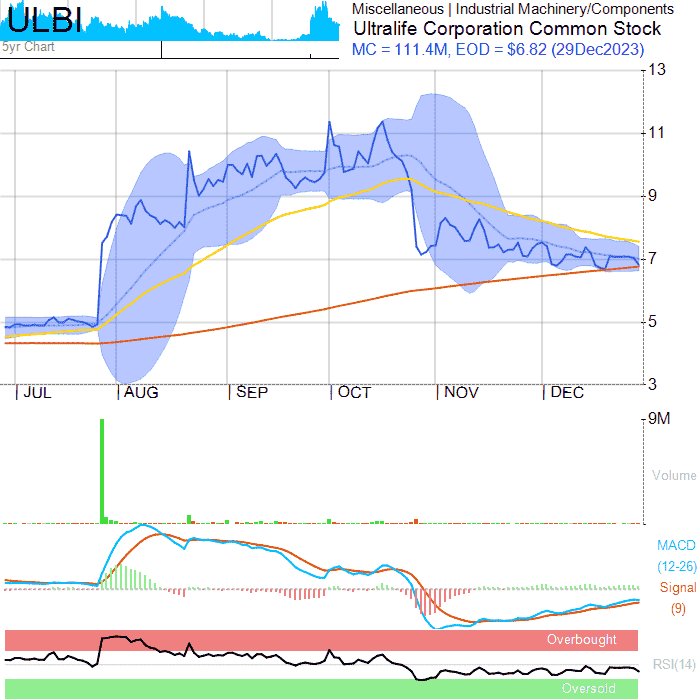 ULBI
5yr Chart
Miscellaneous | Industrial Machinery/Components
Ultralife Corporation Common Stock
MC = 111.4M, EOD = $6.82 (29Dec2023)
13
11
9
7
5
3
JUL AUG SEP OCT NOV DEC
9M
Volume
MACD
(12-26)
Signal
(9)
Overbought
RSI(14)
Oversold